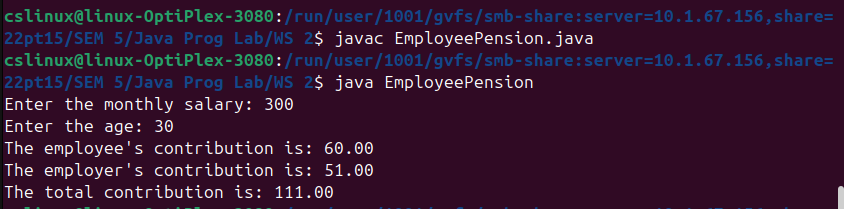 cslinux@linux-OptiPlex-3080:/run/user/1001/gvfs/smb-share:server=10.1.67.156,share=
22pt15/SEM 5/Java Prog Lab/WS 2$ javac EmployeePension.java
cslinux@linux-OptiPlex-3080:/run/user/1001/gvfs/smb-share:server=10.1.67.156,share=
22pt15/SEM 5/Java Prog Lab/WS 2$ java EmployeePension
Enter the monthly salary: 300
Enter the age: 30
The employee's contribution is: 60.00
The employer's contribution is: 51.00
The total contribution is: 111.00